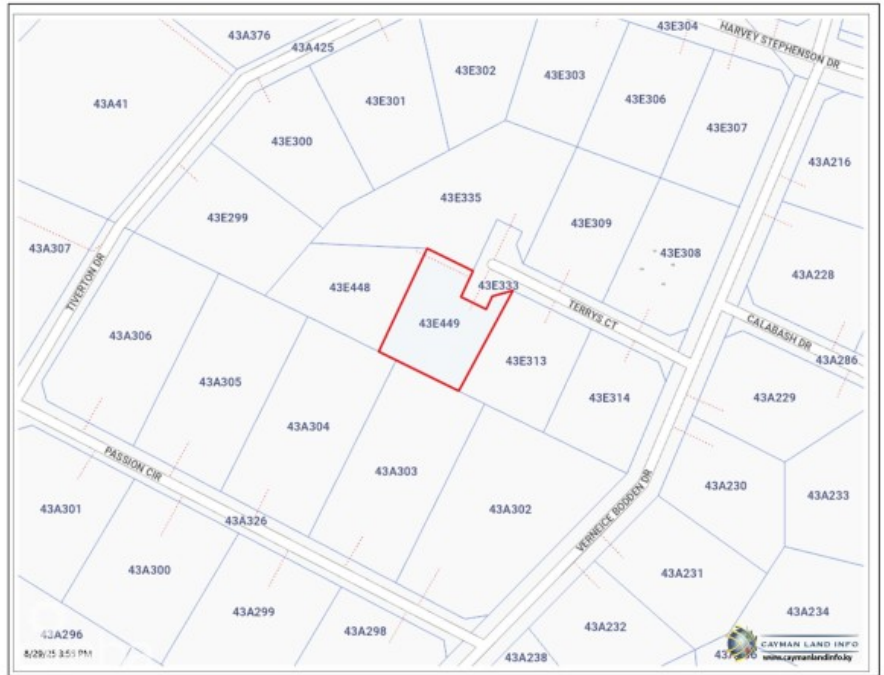 43E304
HARVEY STEPHENSON DR
43A376
43A425
43E302
43E303
43A41
43E301
43E306
43E307
43E300
43A216
43E335
43E299
43E309
43A307
43E308
43A228
TIVERTON DR
43E448
43E333
TERRYS CT
43E449
CALABASH DR
43A306
43E313
43A286
43A305
43E314
43A229
43A304
PASSION CIR
43A303
43A230
43A233
43A301
43A302
43A326
VERNEICE BODDEN DR
43A300
43A231
43A299
43A234
43A296
43A298
43A232
8/29/25 3:55 PM
43A238
CAYMAN LAND INFO
www.caymanlandinfo.ky